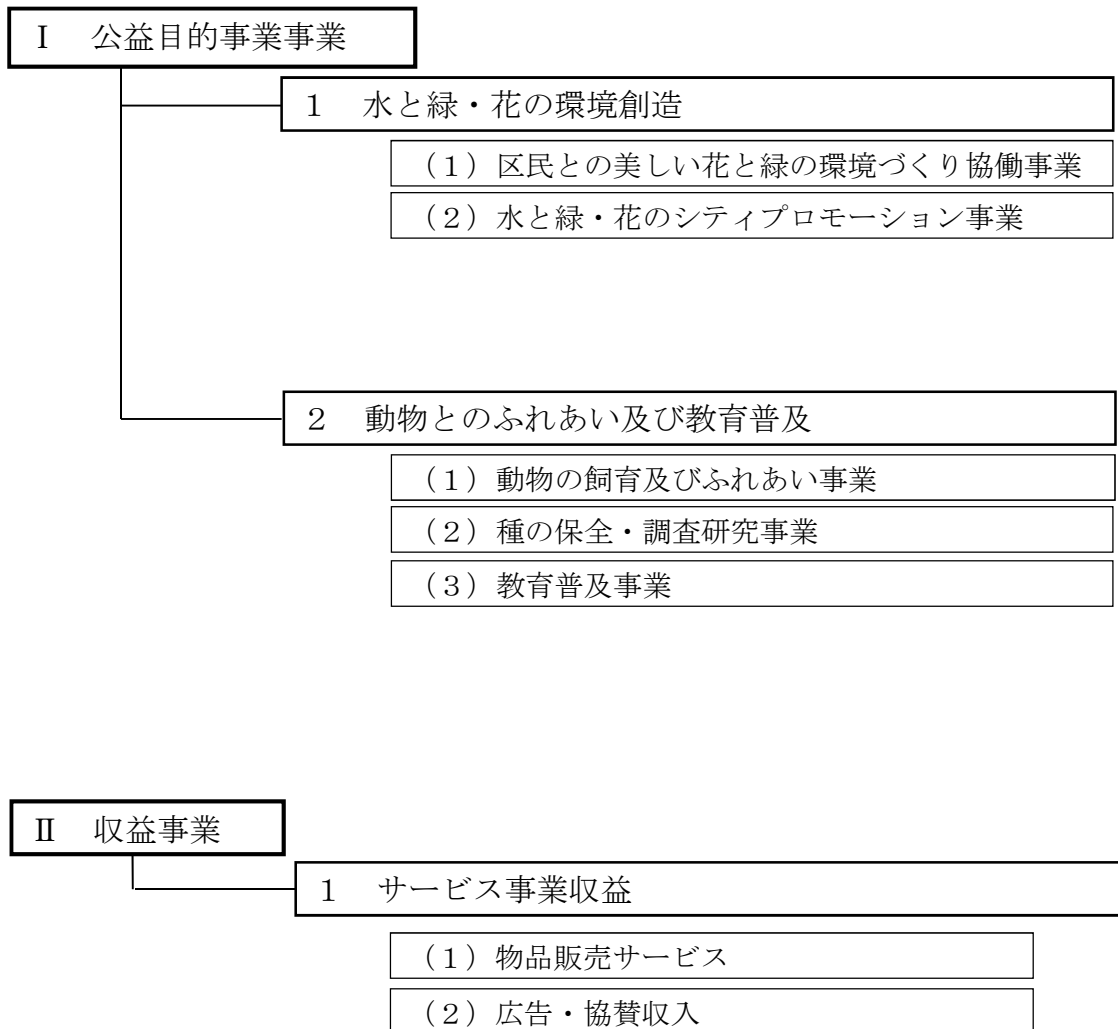 Ⅰ　公益目的事業事業
１　水と緑・花の環境創造
（１）区民との美しい花と緑の環境づくり協働事業
（２）水と緑・花のシティプロモーション事業
２　動物とのふれあい及び教育普及
（１）動物の飼育及びふれあい事業
（２）種の保全・調査研究事業
（３）教育普及事業
Ⅱ　収益事業
１　サービス事業収益
（１）物品販売サービス
（２）広告・協賛収入